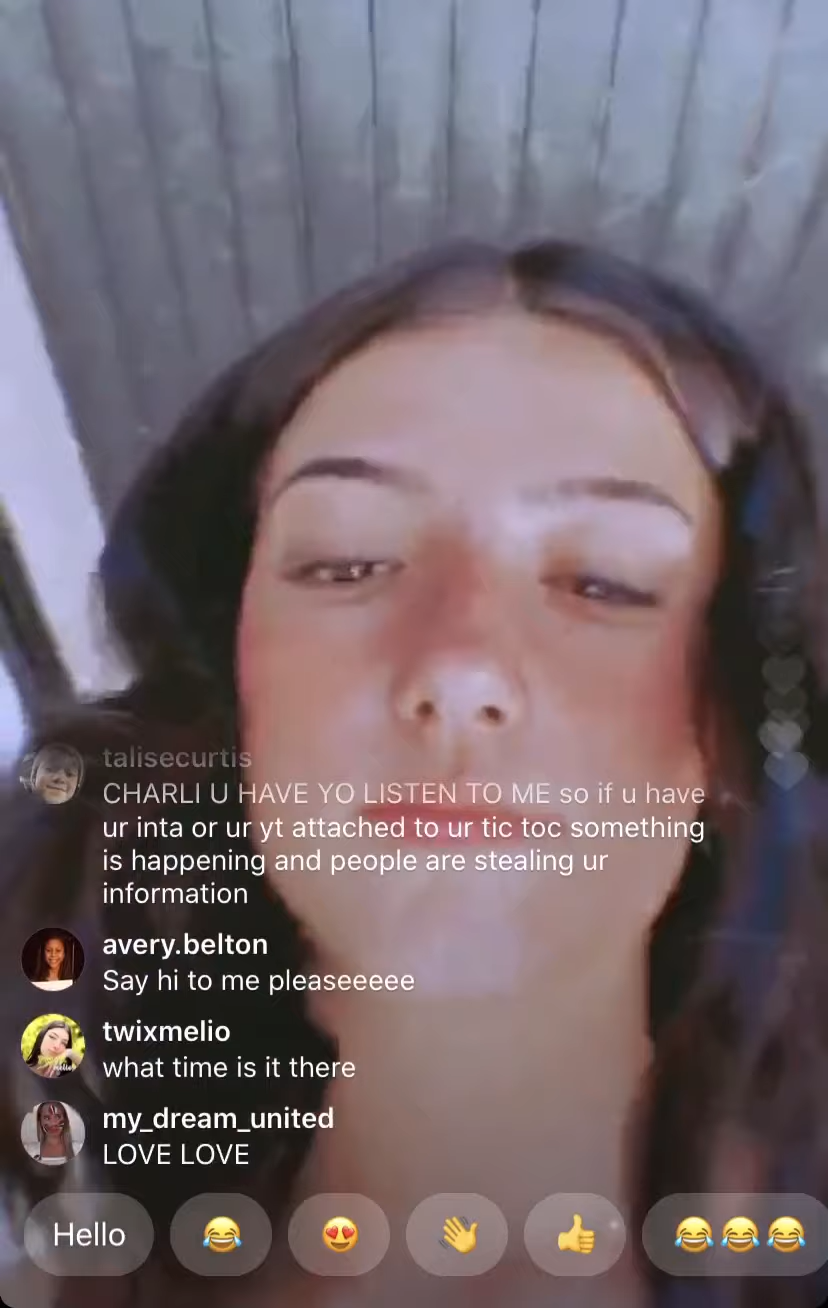 talisecurtis
CHARLI U HAVE YO LISTEN TO ME so if u have
ur inta or ur yt attached to ur tic toc something
is happening and people are stealing ur
information
avery.belton
Say hi to me pleaseeeee
twixmelio
what time is it there
my_dream_united
LOVE LOVE
Hello